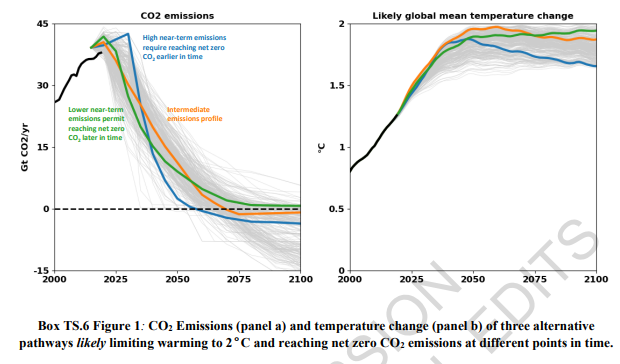 CO2 emissions
45
30
15
0
-15
Gt CO2/yr
2000
2025
2050
2075
2100
High near-term emissions
require reaching net zero
CO₂ earlier in time
Lower near-term
emissions permit
reaching net zero
CO₂ later in time
Intermediate
emissions profile
Likely global mean temperature change
2
1.5
1
0.5
0
°C
2000
2025
2050
2075
2100
SION
EDITS
Box TS.6 Figure 1: CO₂ Emissions (panel a) and temperature change (panel b) of three alternative
pathways likely limiting warming to 2°C and reaching net zero CO₂ emissions at different points in time.